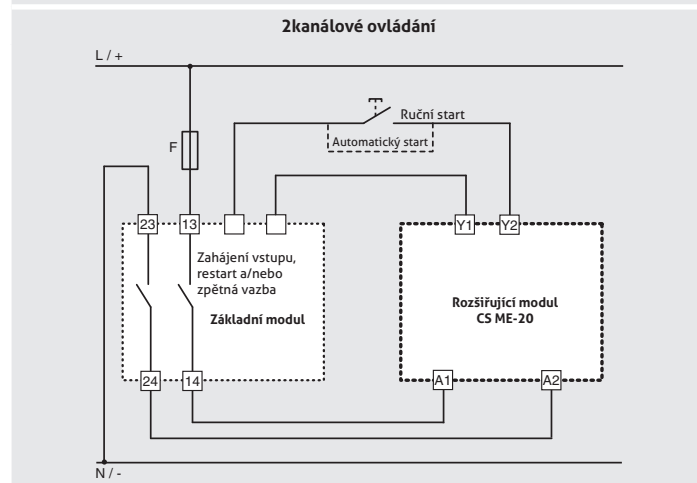 2kanálové ovládání
L / +
Ruční start
F
Automatický start
23
13
Y1
Y2
Zahájení vstupu,
restart a/nebo
zpětná vazba
Základní modul
Rozšiřující modul
CS ME-20
24
14
A1
A2
N / -